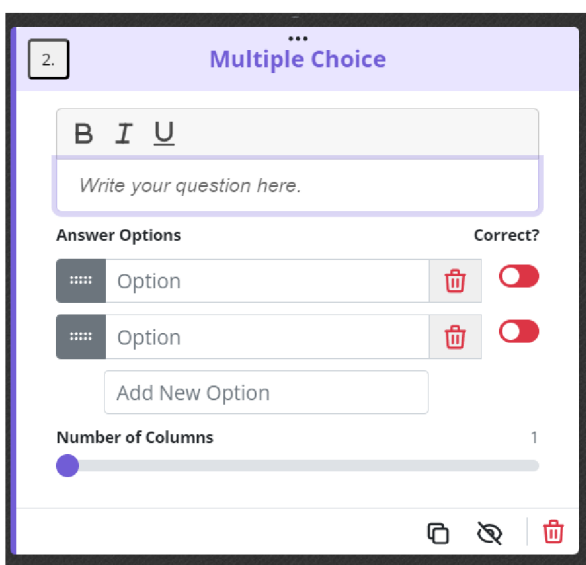 2.
Multiple Choice
B I U
Write your question here.
Answer Options Correct?
Option
Option
Add New Option
Number of Columns 1